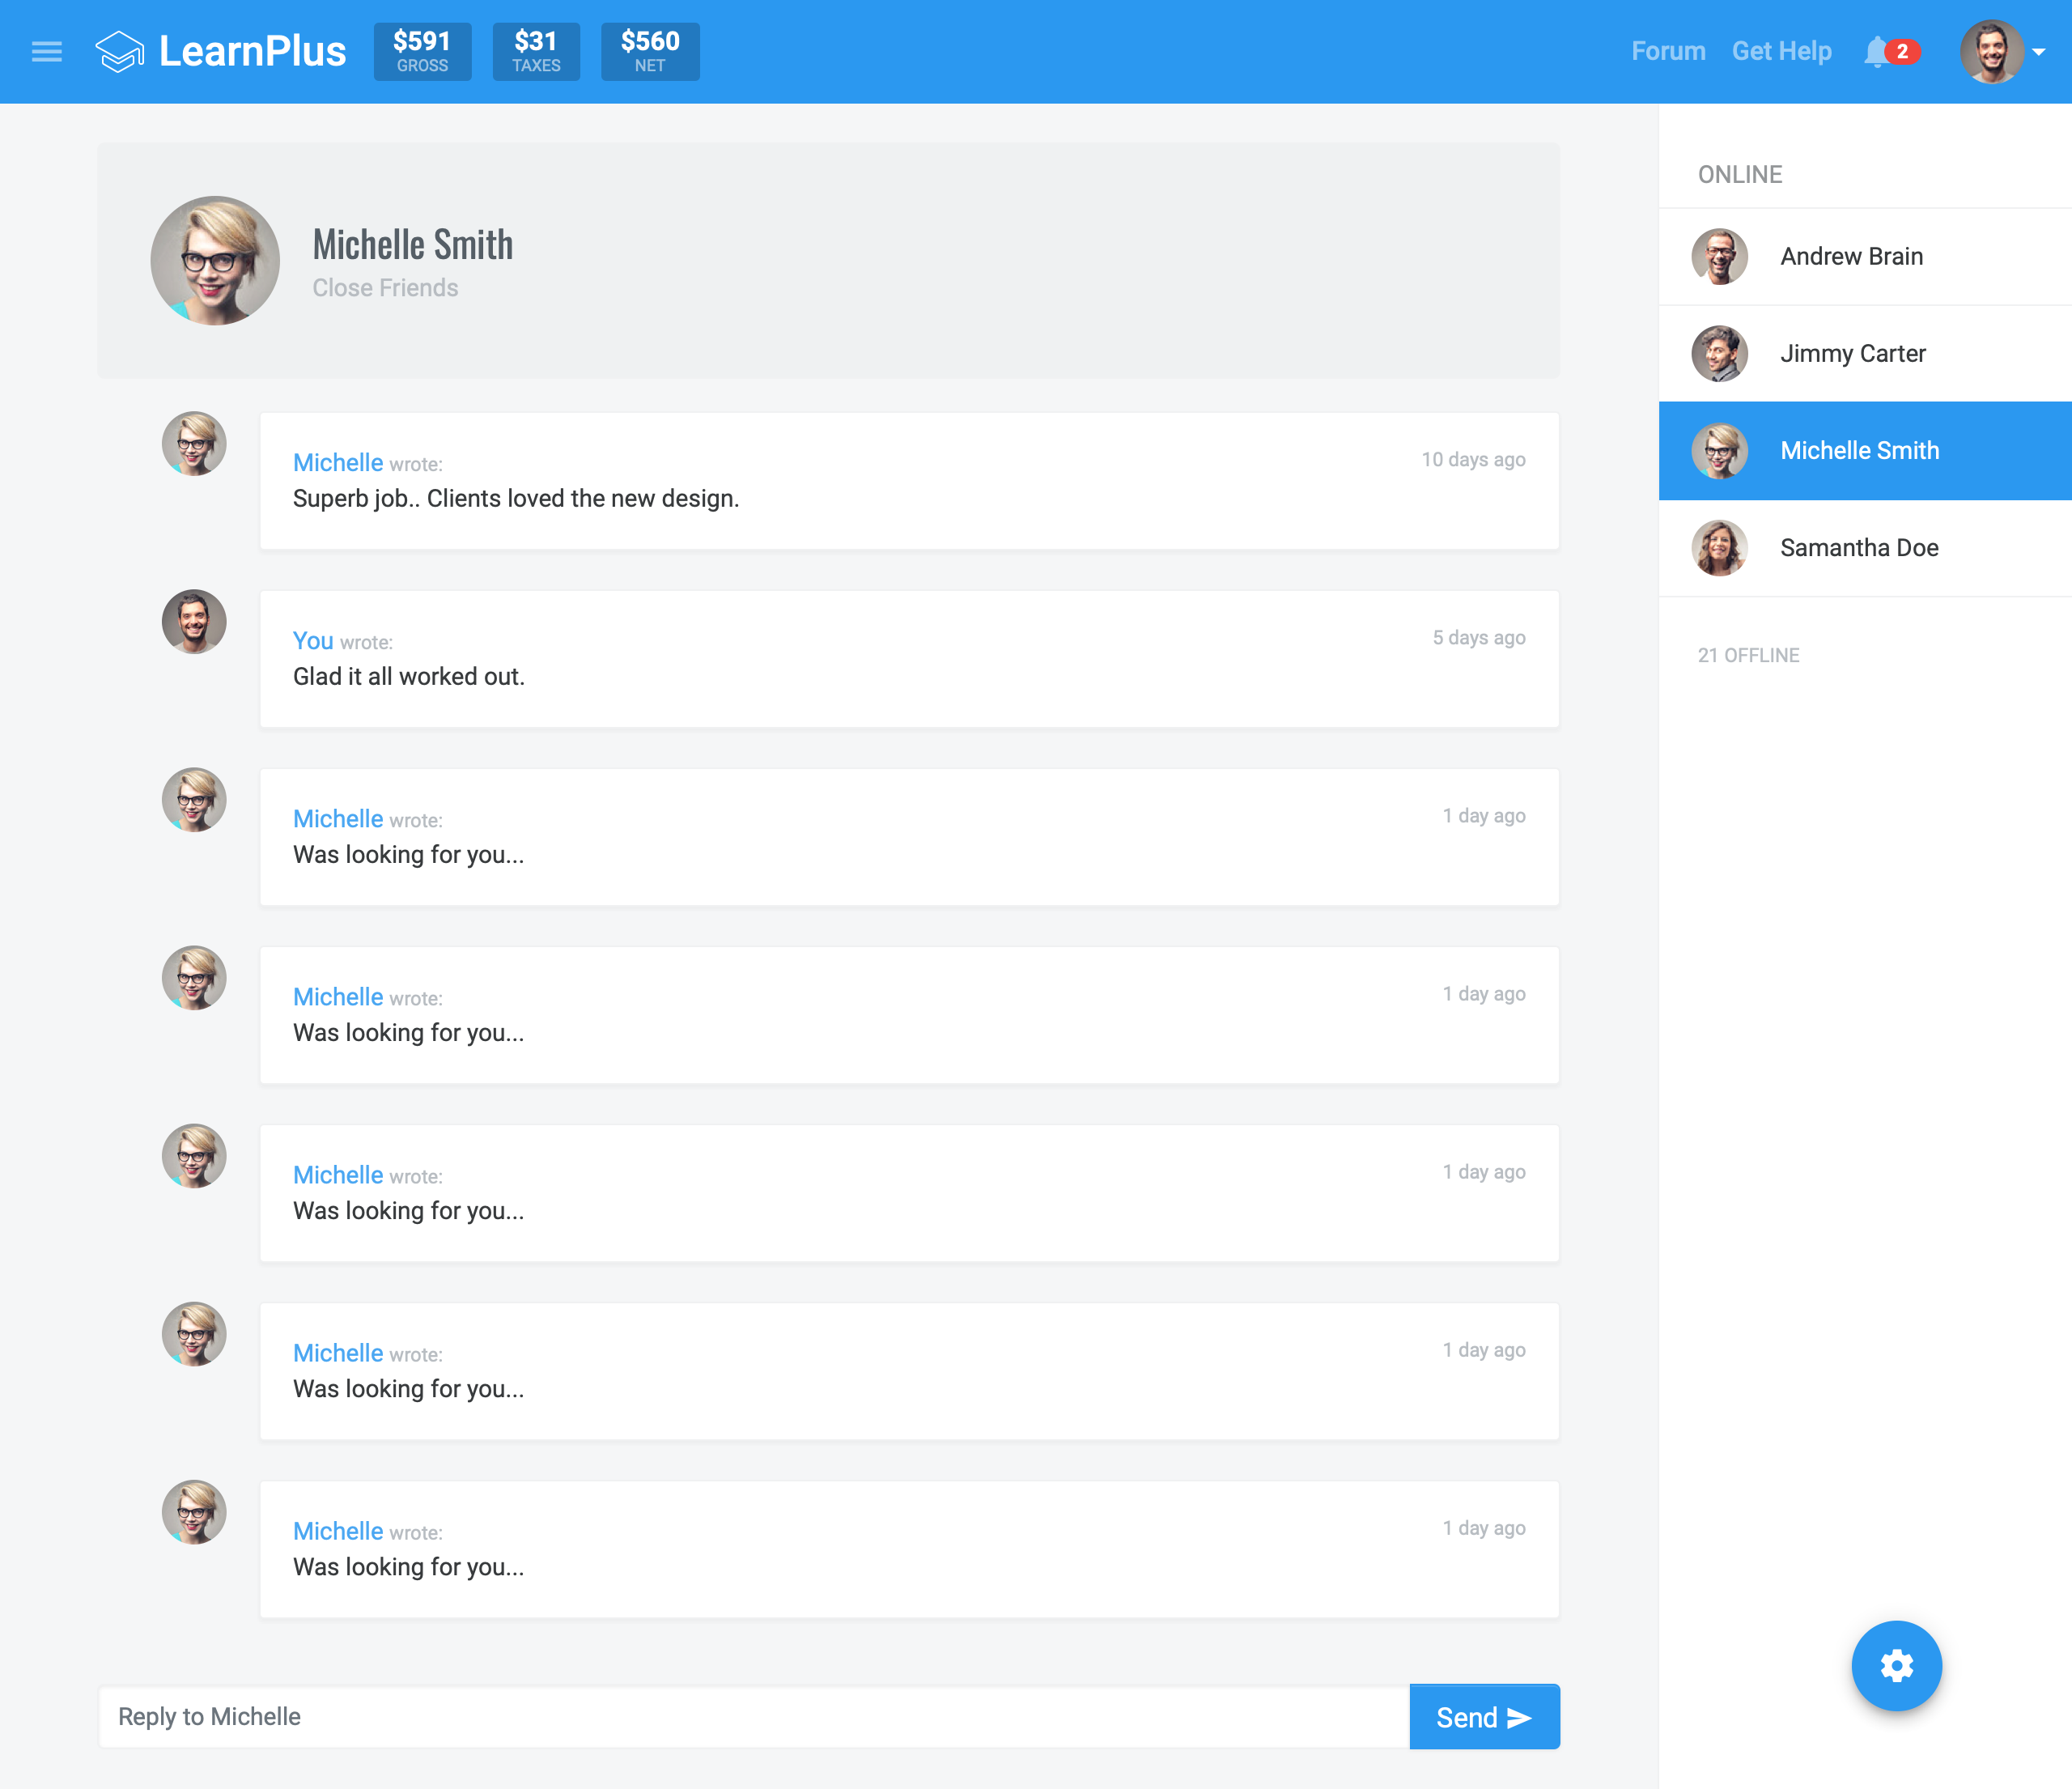 LearnPlus
$591
GROSS
$31
TAXES
$560
NET
Forum
Get Help
2
Michelle Smith
Close Friends
Michelle wrote:
10 days ago
Superb job.. Clients loved the new design.
You wrote:
5 days ago
Glad it all worked out.
Michelle wrote:
1 day ago
Was looking for you...
Michelle wrote:
1 day ago
Was looking for you...
Michelle wrote:
1 day ago
Was looking for you...
Michelle wrote:
1 day ago
Was looking for you...
Michelle wrote:
1 day ago
Was looking for you...
Reply to Michelle
Send
ONLINE
Andrew Brain
Jimmy Carter
Michelle Smith
Samantha Doe
21 OFFLINE